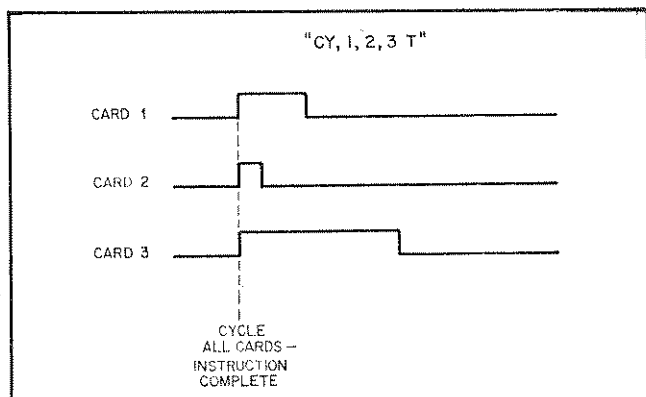 "CY, 1, 2, 3 T"
CARD 1
CARD 2
CARD 3
CYCLE
ALL CARDS –
INSTRUCTION
COMPLETE